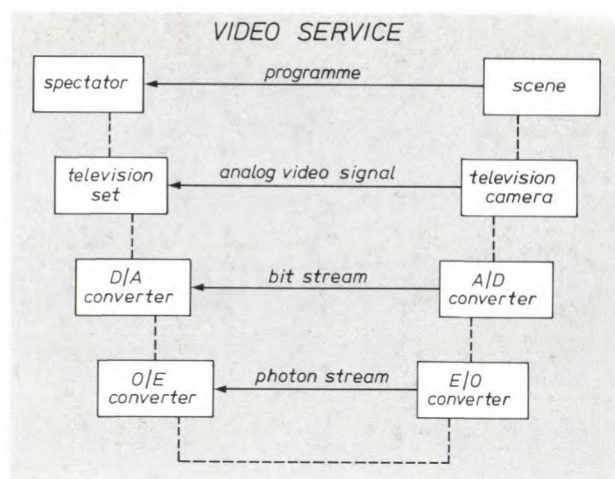 VIDEO SERVICE
spectator
programme
scene
television
set
analog video signal
television
camera
D/A
converter
bit stream
A/D
converter
O/E
converter
photon stream
E/O
converter